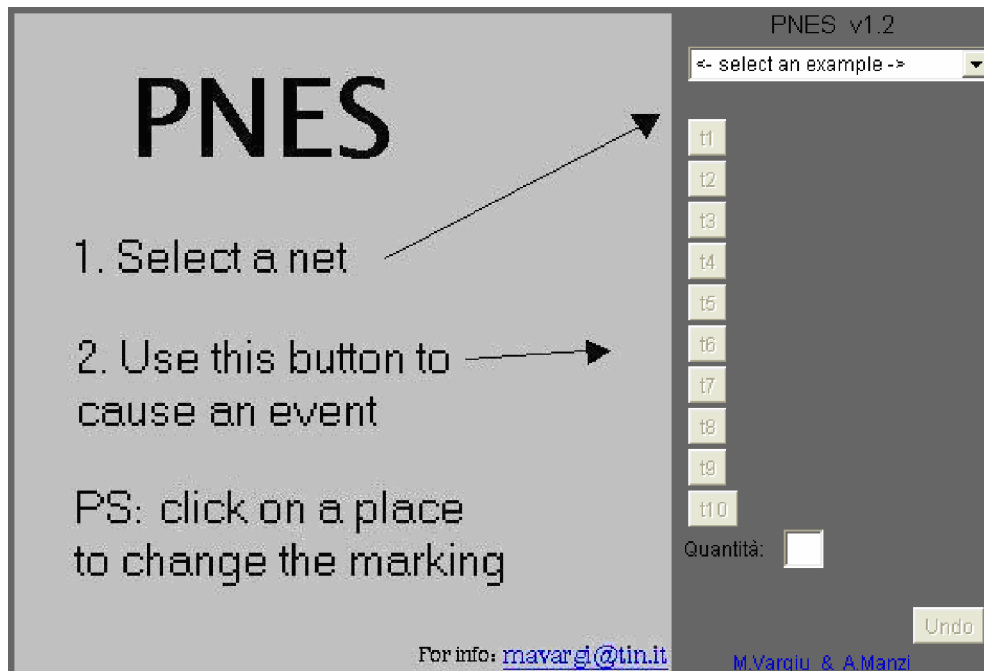 PNES
1. Select a net
2. Use this button to
cause an event
PS: click on a place
to change the marking
For info: mavargi@tin.it
PNES v1.2
<- select an example ->
t1
t2
t3
t4
t5
t6
t7
t8
t9
t10
Quantità:
Undo
M.Vargiu & A.Manzi